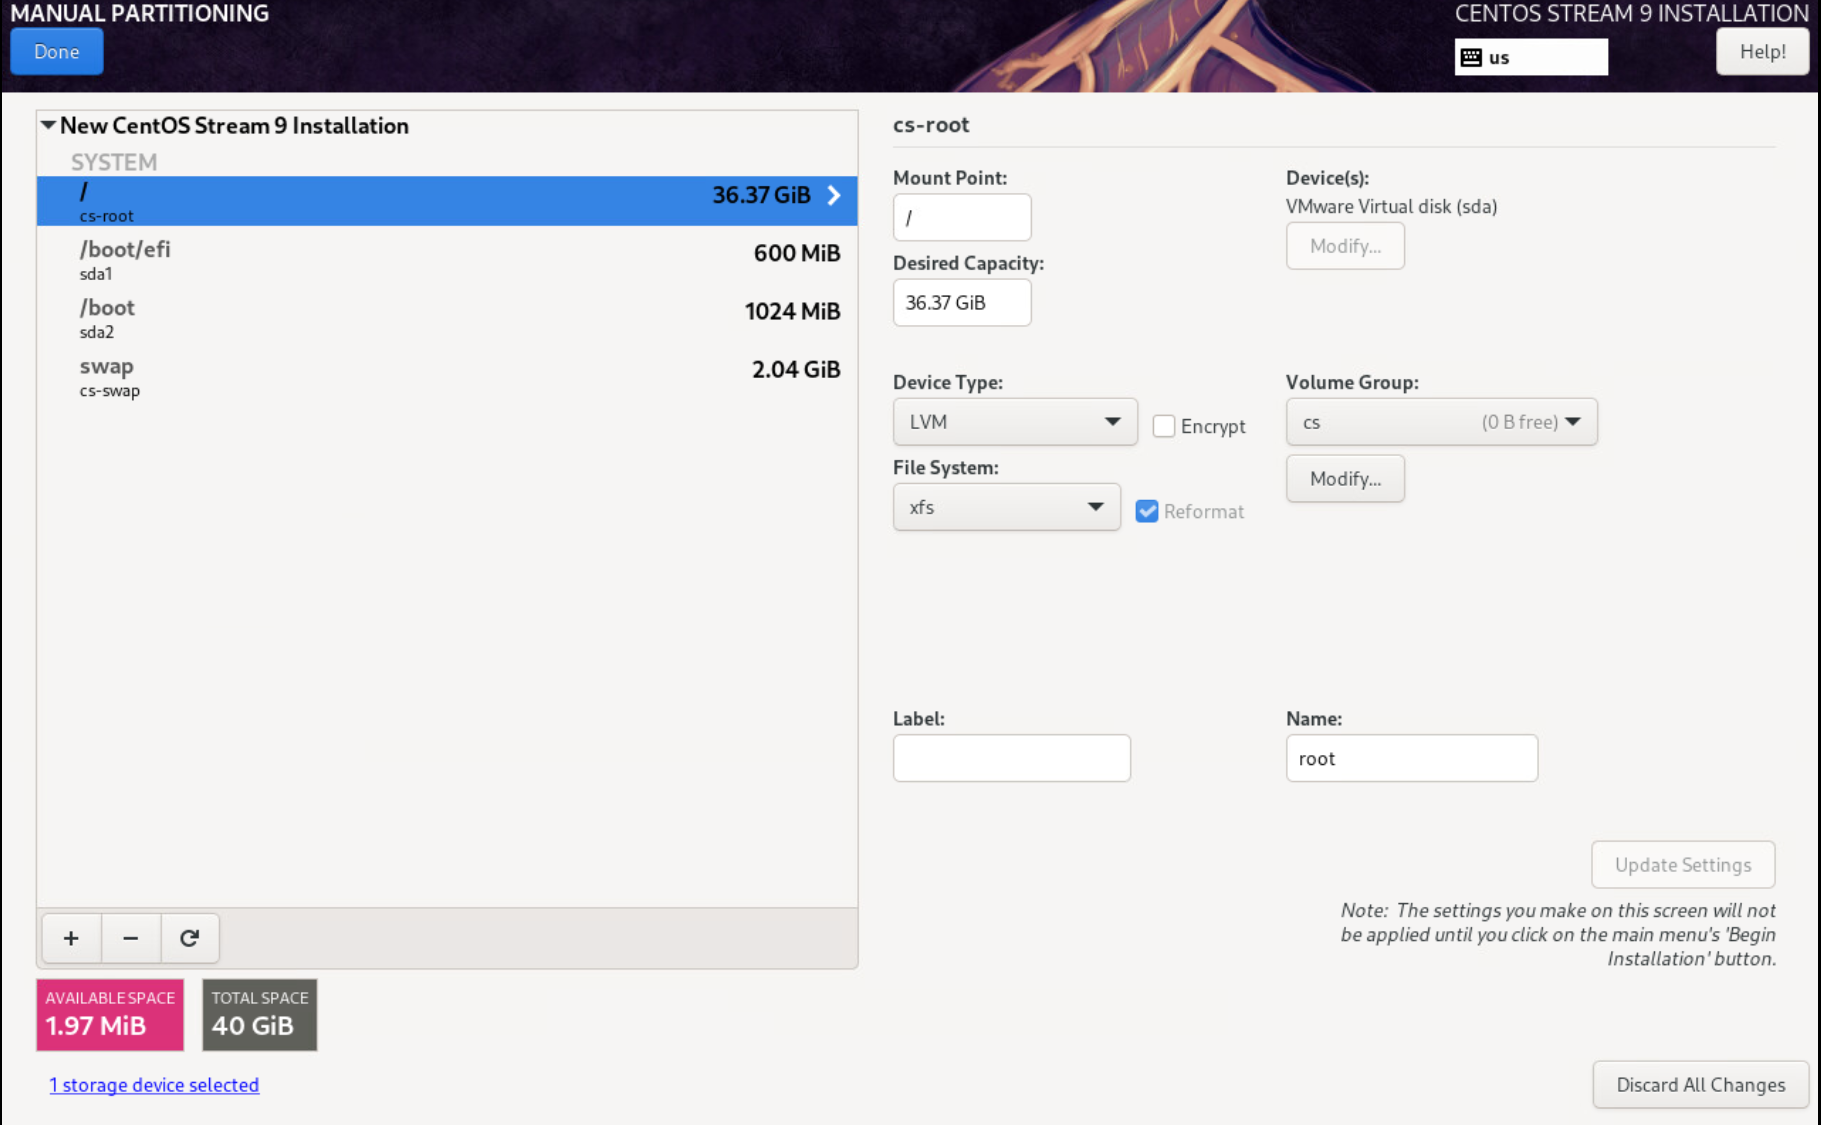 MANUAL PARTITIONING
CENTOS STREAM 9 INSTALLATION
Done
us
Help!
New CentOS Stream 9 Installation
SYSTEM
/
36.37 GiB
cs-root
/boot/efi
600 MiB
sda1
/boot
1024 MiB
sda2
swap
2.04 GiB
cs-swap
+
−
AVAILABLE SPACE
1.97 MiB
TOTAL SPACE
40 GiB
1 storage device selected
cs-root
Mount Point:
/
Device(s):
VMware Virtual disk (sda)
Modify...
Desired Capacity:
36.37 GiB
Device Type:
LVM
Encrypt
Volume Group:
cs
(0 B free)
Modify...
File System:
xfs
Reformat
Label:
Name:
root
Update Settings
Note:  The settings you make on this screen will not
be applied until you click on the main menu's 'Begin
Installation' button.
Discard All Changes